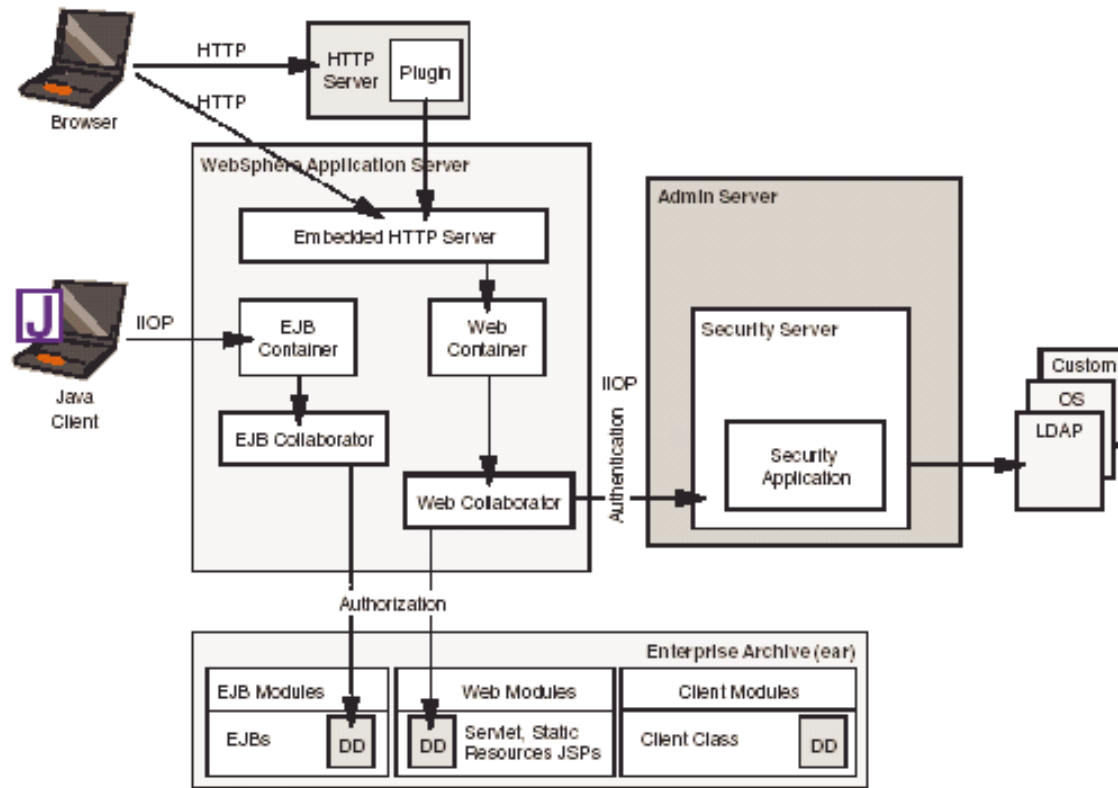 HTTP
HTTP
Server
Plugin
HTTP
Browser
WebSphere Application Server
Admin Server
Embedded HTTP Server
J
IIOP
EJB
Container
Web
Container
Security Server
IIOP
Custom
OS
LDAP
Java
Client
EJB Collaborator
Security
Application
Web Collaborator
Authentication
Authorization
Enterprise Archive (ear)
EJB Modules
Web Modules
Client Modules
EJBs
DD
DD
Servlet, Static
Resources JSPs
Client Class
DD